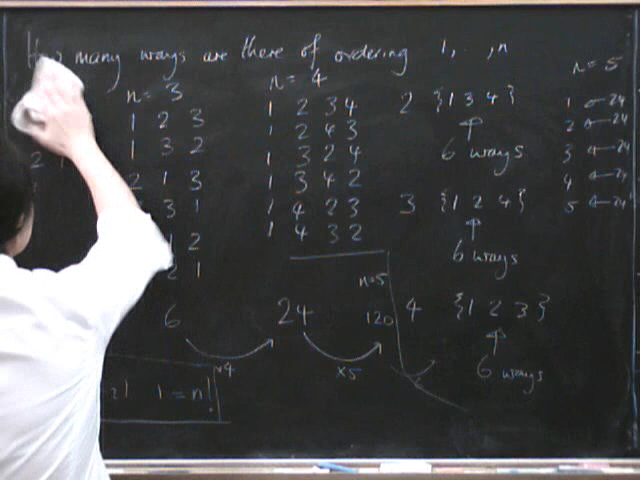 many ways are there of ordering 1, . , n
n = 3
1 2 3
1 3 2
2 1 3
3 1
1 2
2 1
6
n = 4
1 2 3 4
1 2 4 3
1 3 2 4
1 3 4 2
1 4 2 3
1 4 3 2
24
×4
×5
n=5
120
2 {1 3 4}
↑
6 ways
3 {1 2 4}
↑
6 ways
4 {1 2 3}
↑
6 ways
n = 5
1 ← 24
2 ← 24
3 ← 24
4 ← 24
5 ← 24
2
1 = n!